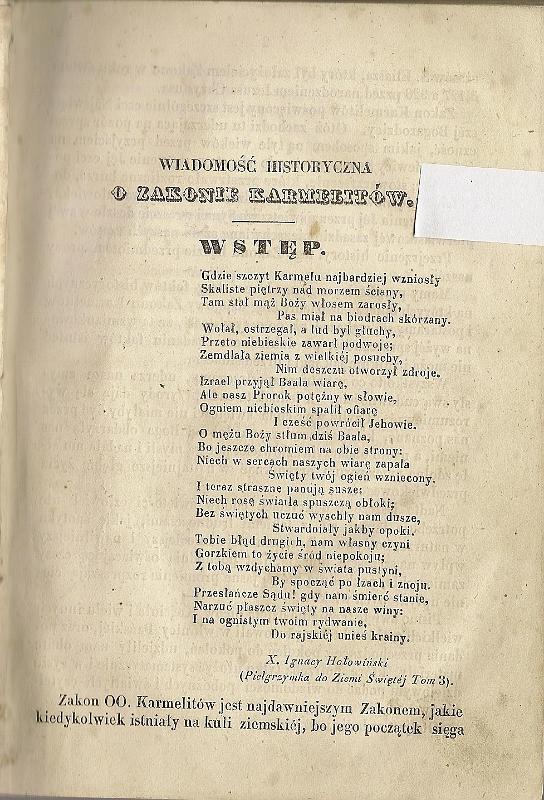 WIADOMOŚĆ HISTORYCZNA
O ZAKONIE KARMELITÓW.
WSTĘP.
Gdzie szczyt Karmelu najbardziej wzniosły
Skaliste piętrzy nad morzem ściany,
Tam stał mąż Boży włosem zarosły,
Pas miał na biodrach skórzany.
Wołał, ostrzegał, a lud był głuchy,
Przeto niebieskie zawarł podwoje;
Zemdlała ziemia z wielkiéj posuchy,
Nim deszczu otworzył zdroje.
Izrael przyjął Baala wiarę,
Ale nasz Prorok potężny w słowie,
Ogniem niebieskim spalił ofiarę
I cześć powrócił Jehowie.
O mężu Boży stłum dziś Baala,
Bo jeszcze chromiem na obie strony:
Niech w sercach naszych wiarę zapala
Święty twój ogień wzniecony.
I teraz straszne panują susze;
Niech rosę światła spuszczą obłoki;
Bez świętych uczuć wyschły nam dusze,
Stwardniały jakby opoki.
Tobie błąd drugich, nam własny czyni
Gorzkiem to życie śród niepokoju;
Z tobą wzdychamy w świata pustyni,
By spocząć po łzach i znoju.
Przesłańcze Sądu! gdy nam śmierć stanie,
Narzuć płaszcz święty na nasze winy:
I na ognistym twoim rydwanie,
Do rajskiéj unieś krainy.
X. Ignacy Hołowiński
(Pielgrzymka do Ziemi Świętéj Tom 3).
Zakon OO. Karmelitów jest najdawniejszym Zakonem, jakie
kiedykolwiek istniały na kuli ziemskiéj, bo jego początek sięga